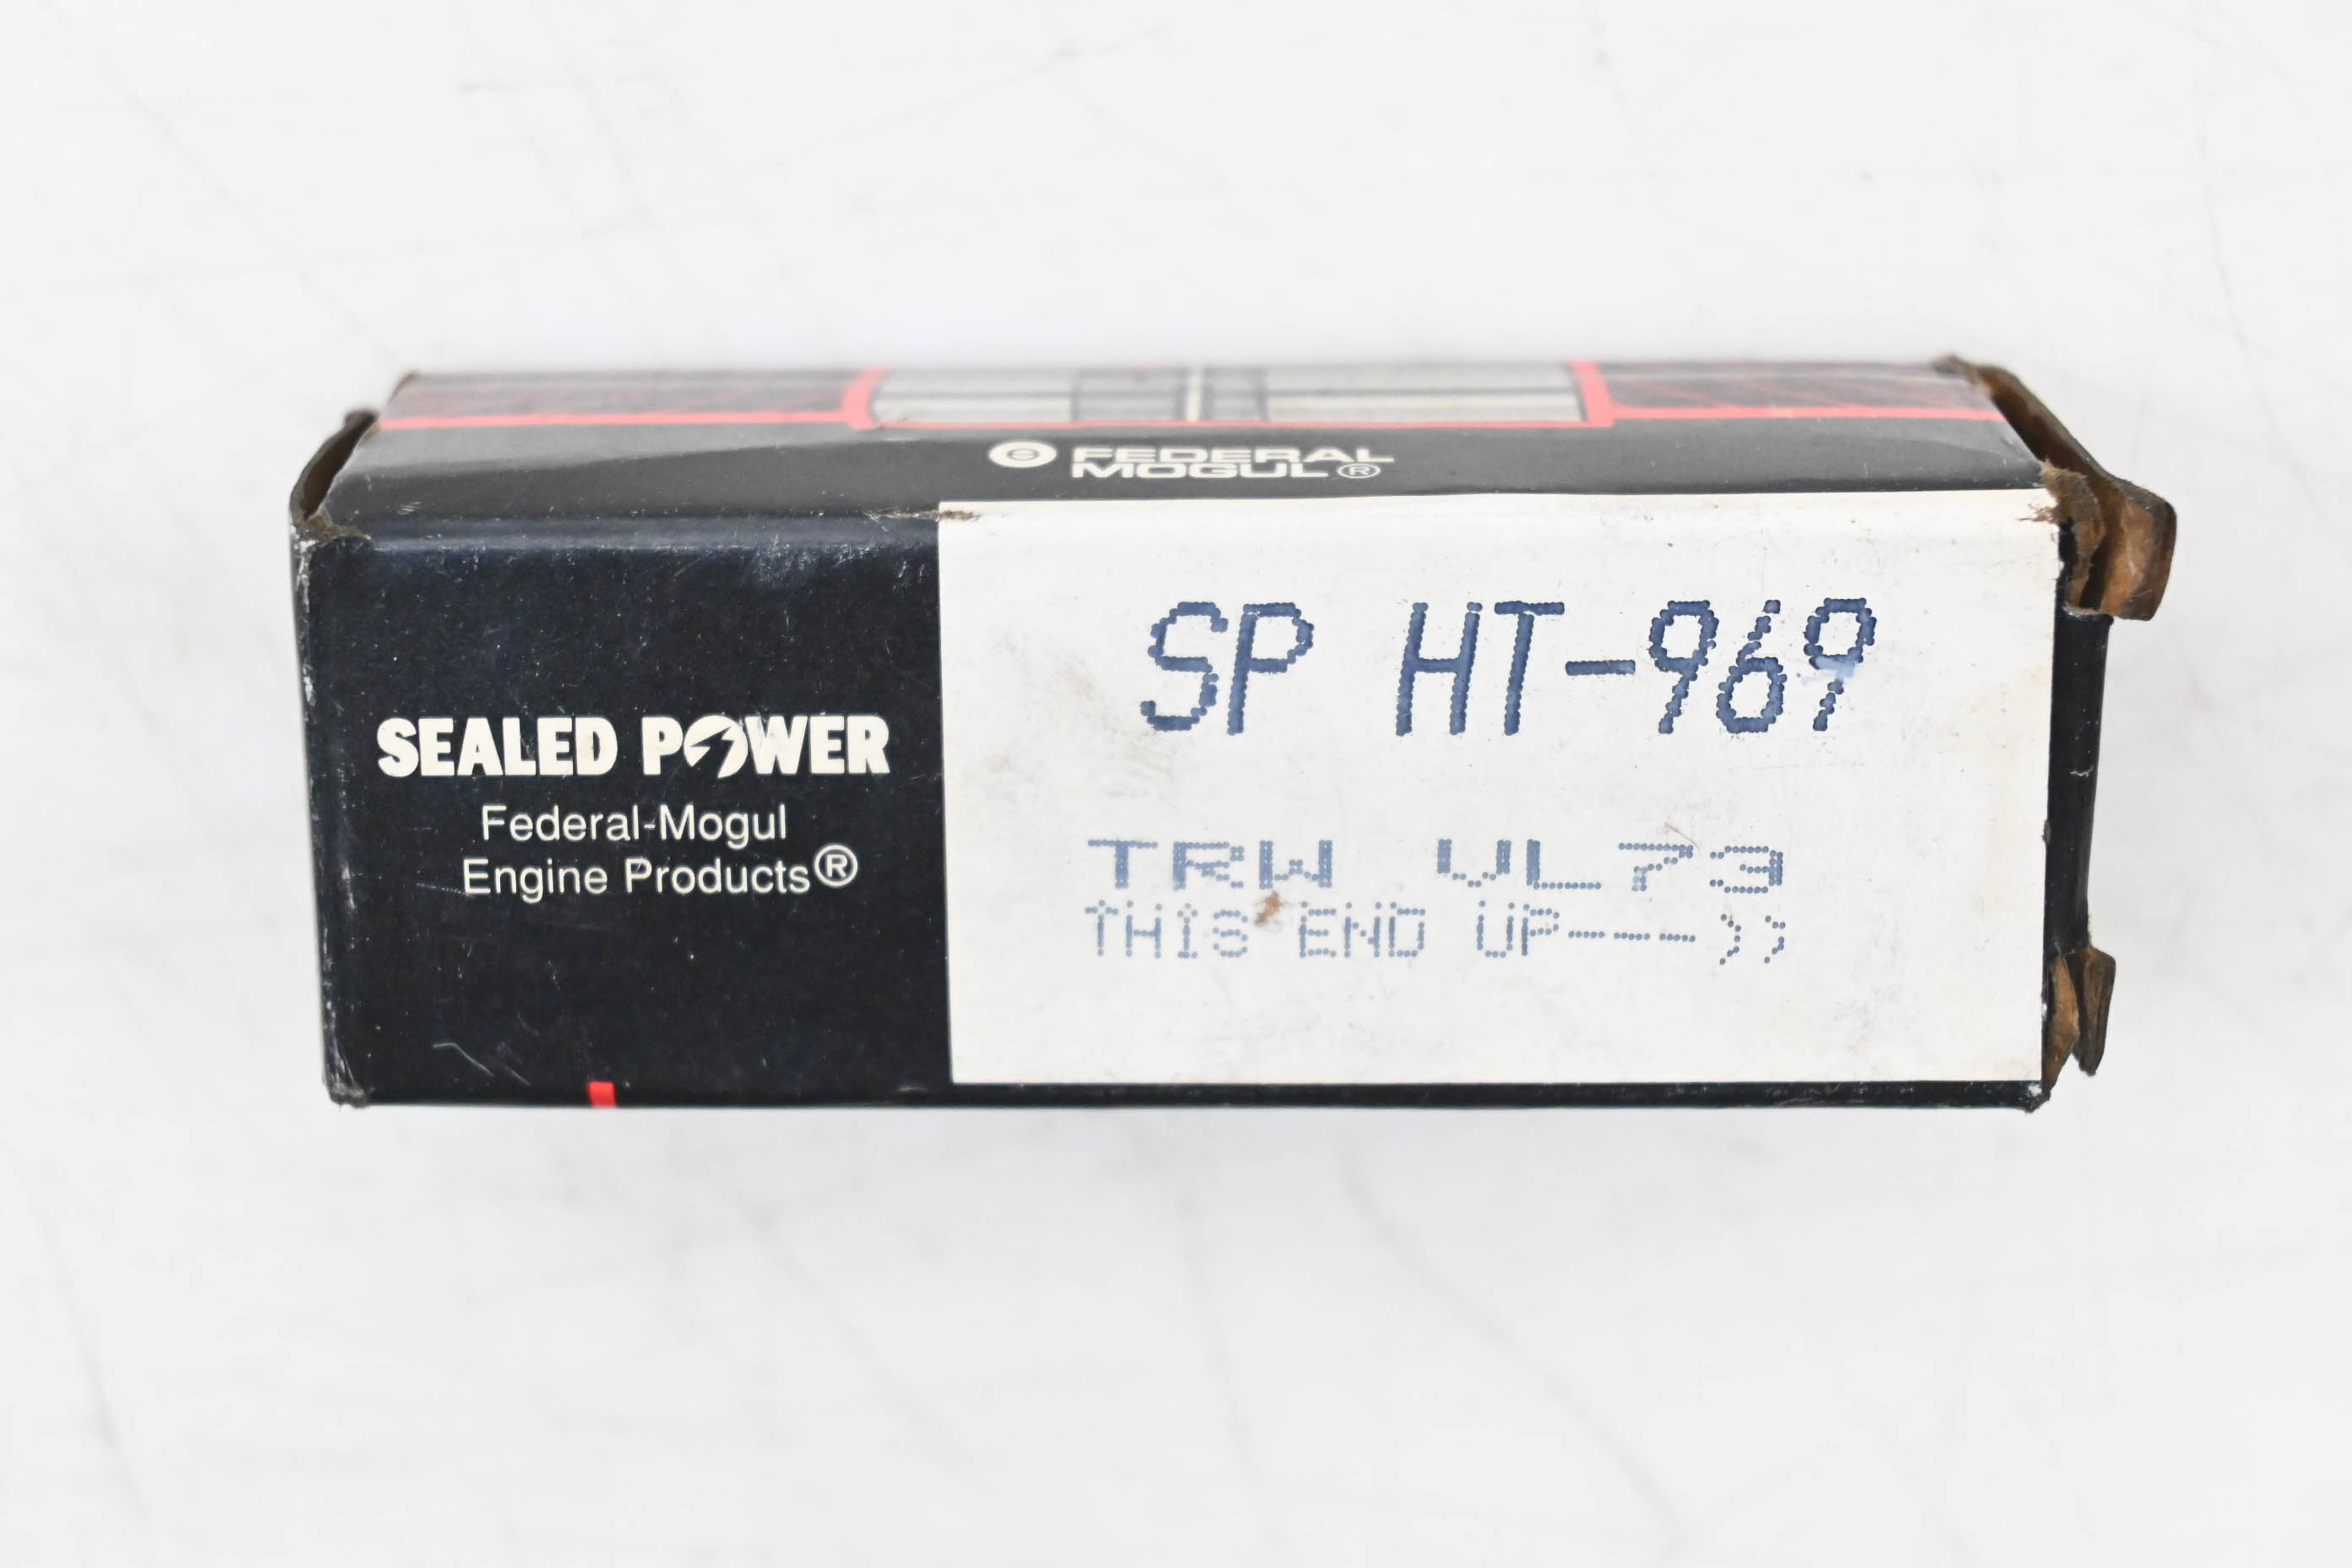 FEDERAL
MOGUL®
SEALED POWER
Federal-Mogul
Engine Products®
SP HT-969
TRW VL73
THIS END UP---))